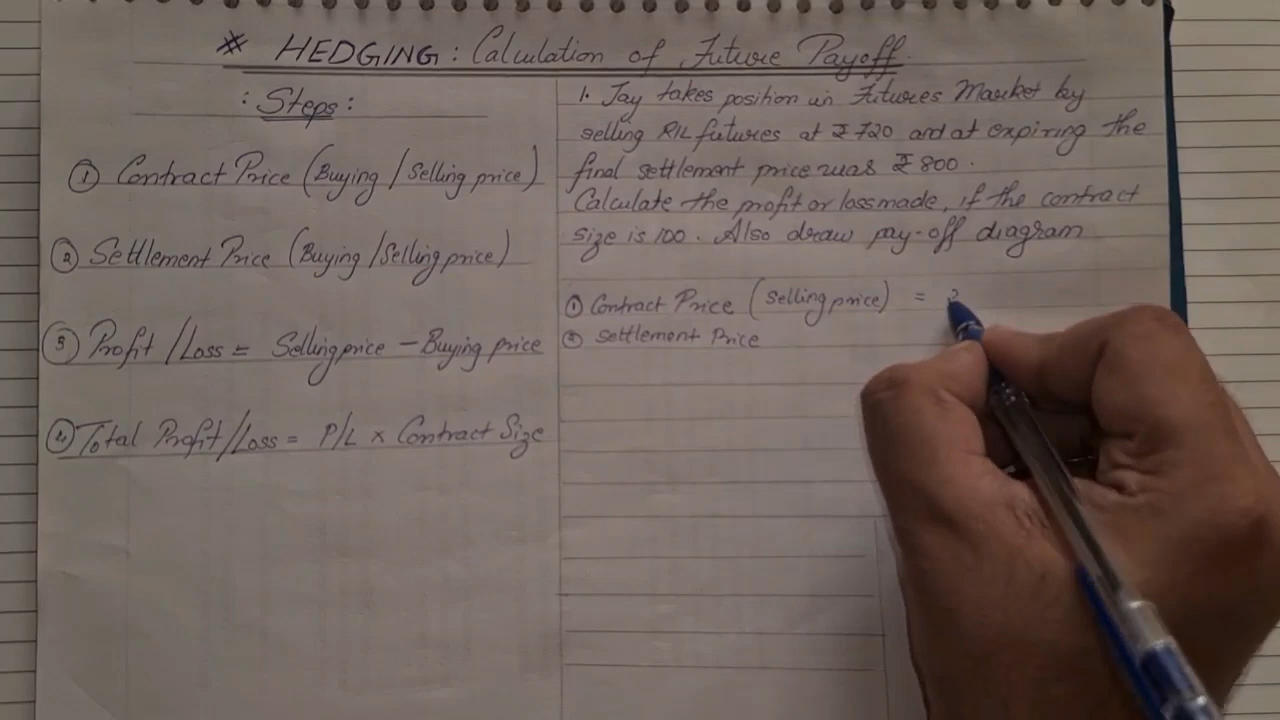 * HEDGING : Calculation of Future Payoff.
: Steps :
① Contract Price (Buying / Selling price)
② Settlement Price (Buying / Selling price)
③ Profit / Loss = Selling price - Buying price
④ Total Profit / Loss = P/L x Contract Size
1. Jay takes position in Futures Market by
selling RIL futures at ₹ 720 and at expiring the
final settlement price was ₹ 800.
Calculate the profit or loss made, if the contract
size is 100. Also draw pay-off diagram
① Contract Price (selling price) =
② Settlement Price